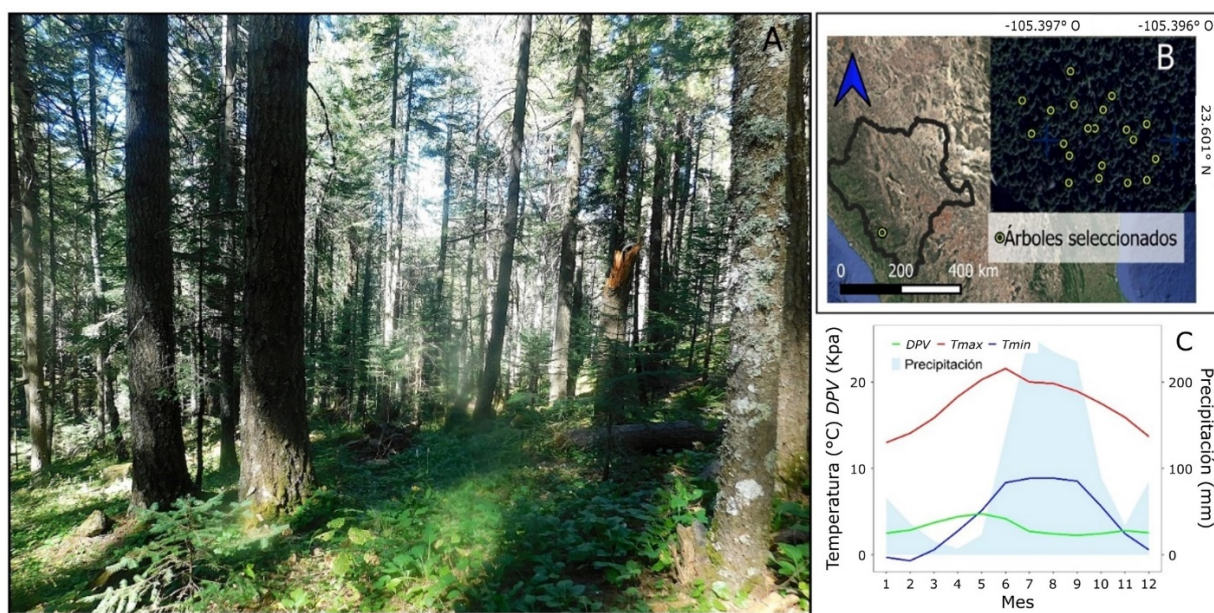 A
-105.397° O
-105.396° O
B
23.601° N
Árboles seleccionados
0
200
400 km
DPV
Tmax
Tmin
C
Precipitación
Temperatura (°C) DPV (Kpa)
20
10
0
Precipitación (mm)
200
100
0
1 2 3 4 5 6 7 8 9 10 11 12
Mes